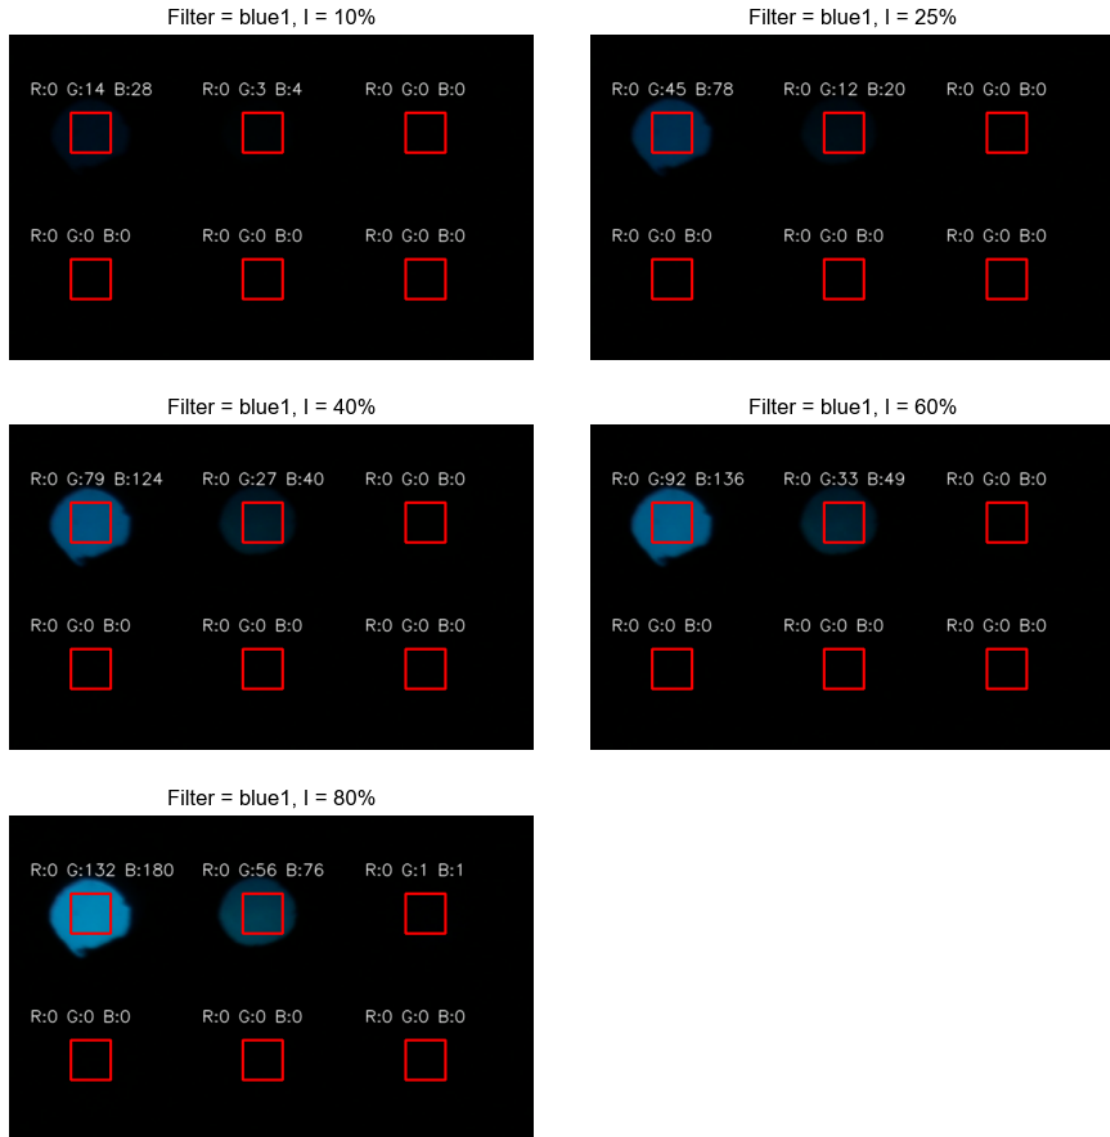 Filter = blue1, I = 10%
R:0 G:14 B:28 R:0 G:3 B:4 R:0 G:0 B:0
R:0 G:0 B:0 R:0 G:0 B:0 R:0 G:0 B:0
Filter = blue1, I = 25%
R:0 G:45 B:78 R:0 G:12 B:20 R:0 G:0 B:0
R:0 G:0 B:0 R:0 G:0 B:0 R:0 G:0 B:0
Filter = blue1, I = 40%
R:0 G:79 B:124 R:0 G:27 B:40 R:0 G:0 B:0
R:0 G:0 B:0 R:0 G:0 B:0 R:0 G:0 B:0
Filter = blue1, I = 60%
R:0 G:92 B:136 R:0 G:33 B:49 R:0 G:0 B:0
R:0 G:0 B:0 R:0 G:0 B:0 R:0 G:0 B:0
Filter = blue1, I = 80%
R:0 G:132 B:180 R:0 G:56 B:76 R:0 G:1 B:1
R:0 G:0 B:0 R:0 G:0 B:0 R:0 G:0 B:0